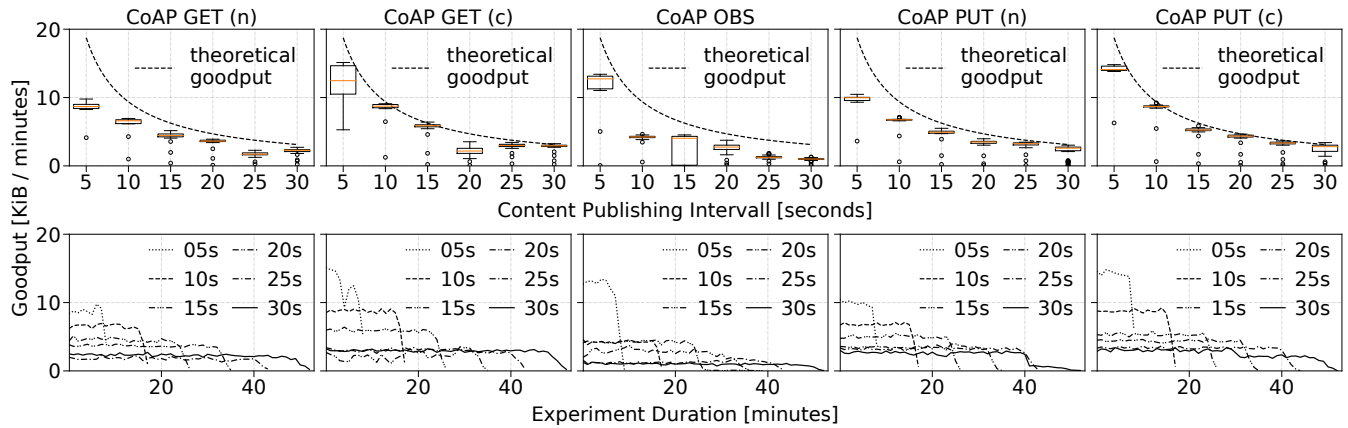 CoAP GET (n) CoAP GET (c) CoAP OBS CoAP PUT (n) CoAP PUT (c)
20
10
0
theoretical
goodput
theoretical
goodput
theoretical
goodput
theoretical
goodput
theoretical
goodput
5 10 15 20 25 30 5 10 15 20 25 30 5 10 15 20 25 30 5 10 15 20 25 30 5 10 15 20 25 30
Content Publishing Intervall [seconds]
Goodput [KiB / minutes]
20
10
0
05s 20s
10s 25s
15s 30s
05s 20s
10s 25s
15s 30s
05s 20s
10s 25s
15s 30s
05s 20s
10s 25s
15s 30s
05s 20s
10s 25s
15s 30s
20 40 20 40 20 40 20 40 20 40
Experiment Duration [minutes]